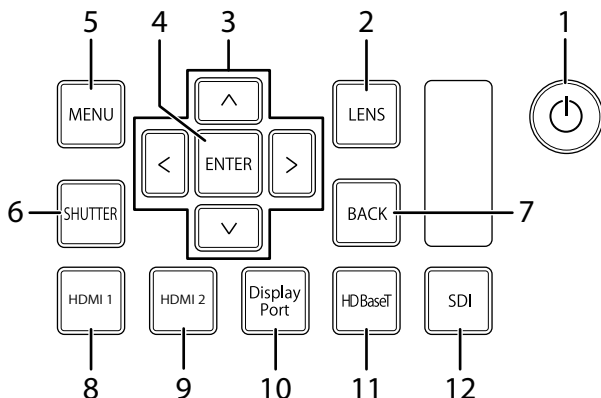 5 4 3 2 1
MENU
LENS
ENTER
6 SHUTTER
BACK 7
HDMI 1
HDMI 2
Display
Port
HDBaseT
SDI
8 9 10 11 12